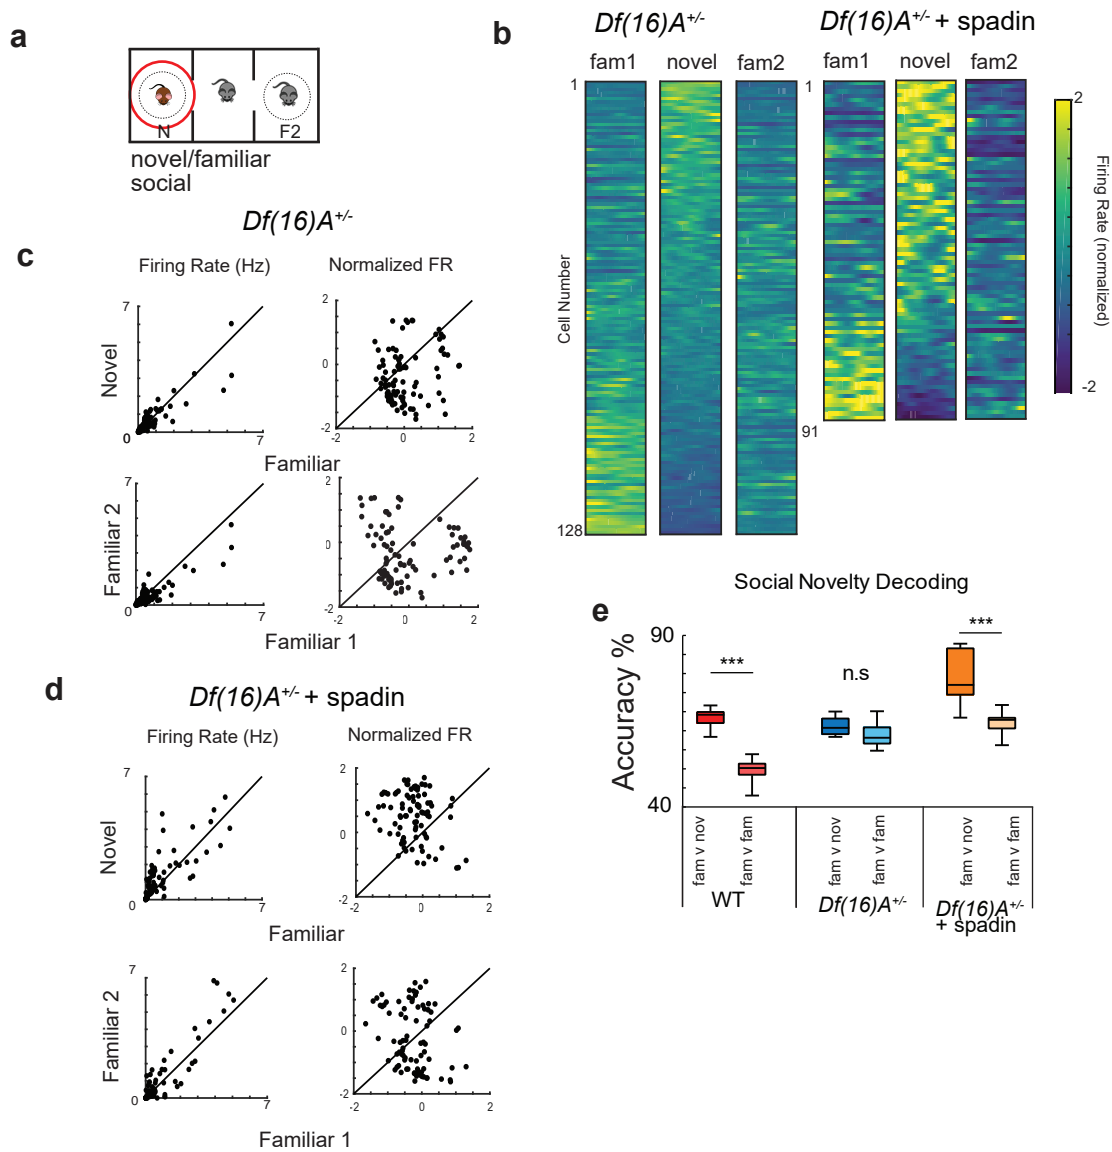 a
N
F2
novel/familiar
social
b
Df(16)A+/-
Df(16)A+/- + spadin
fam1
novel
fam2
fam1
novel
fam2
1
128
Cell Number
1
91
2
-2
Firing Rate (normalized)
Df(16)A+/-
c
Firing Rate (Hz)
Normalized FR
7
Novel
0
7
2
0
-2
0
2
Familiar
7
Familiar 2
0
7
2
0
-2
-2
0
2
Familiar 1
d
Df(16)A+/- + spadin
Firing Rate (Hz)
Normalized FR
7
Novel
0
7
2
0
-2
-2
0
2
Familiar
7
Familiar 2
0
7
2
0
-2
-2
0
2
Familiar 1
e
Social Novelty Decoding
Accuracy %
90
40
***
n.s
***
fam v nov
fam v fam
fam v nov
fam v fam
fam v nov
fam v fam
WT
Df(16)A+/-
Df(16)A+/-
+ spadin